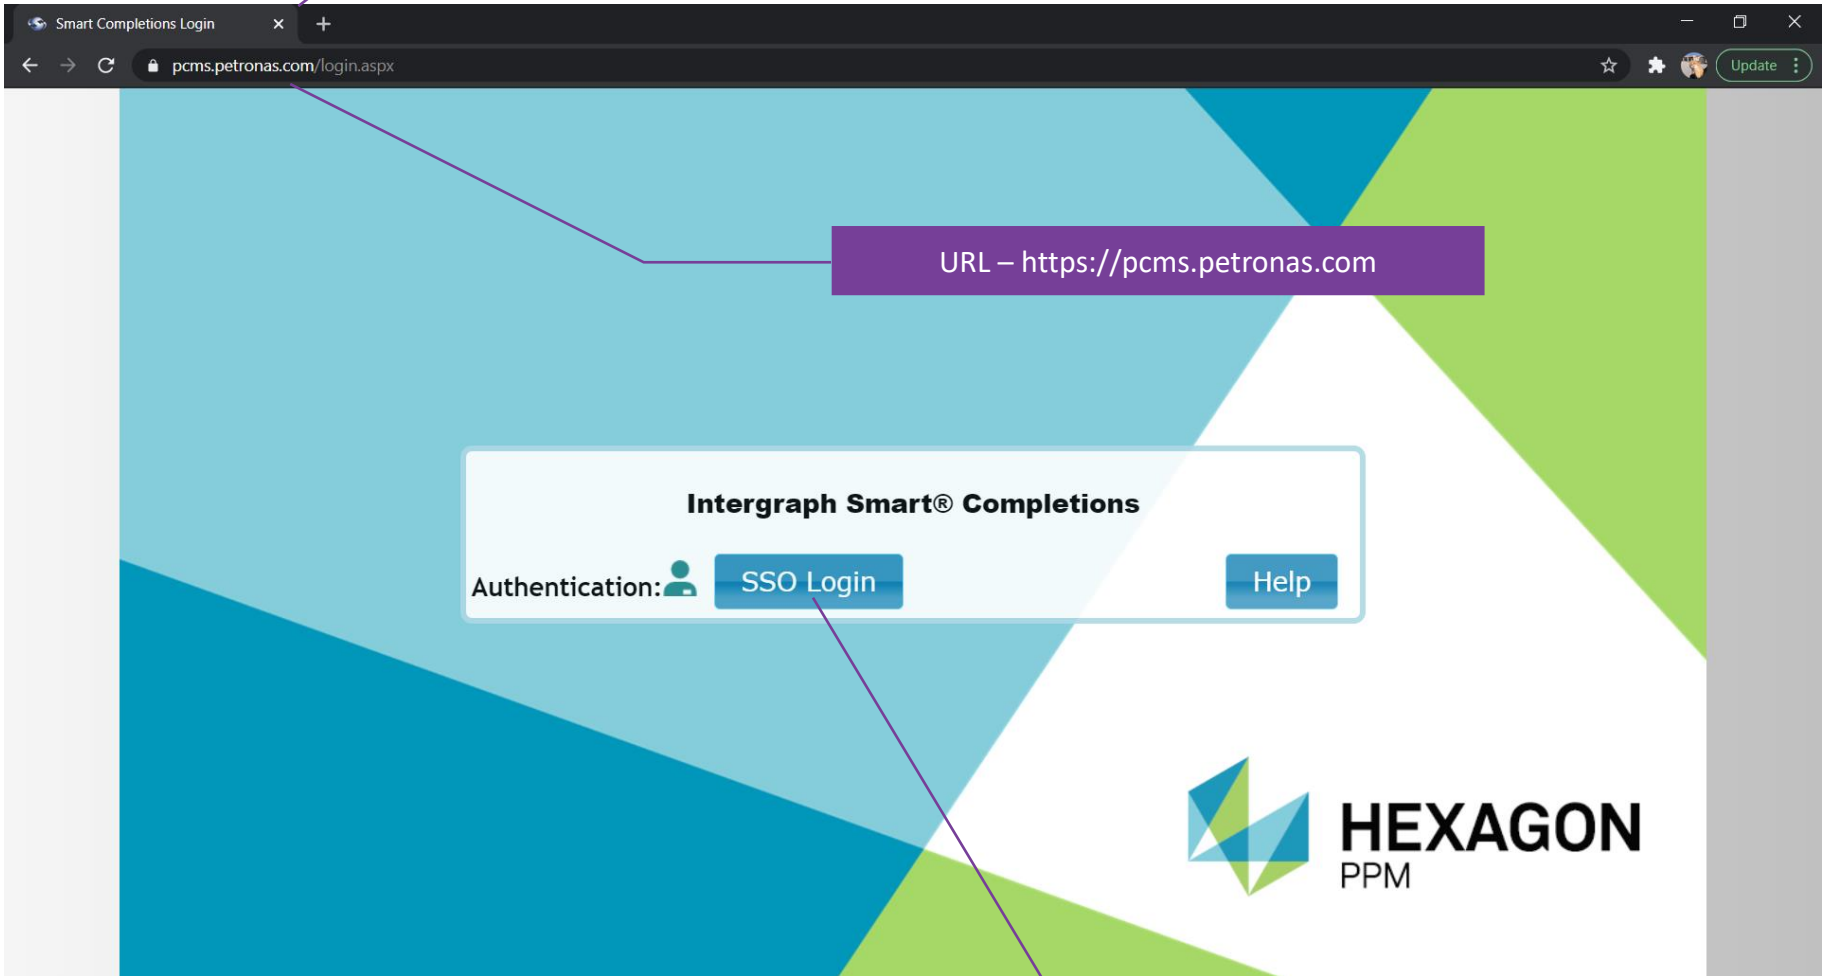 Smart Completions Login
pcms.petronas.com/login.aspx
Update
URL – https://pcms.petronas.com
Intergraph Smart® Completions
Authentication: SSO Login Help
HEXAGON
PPM